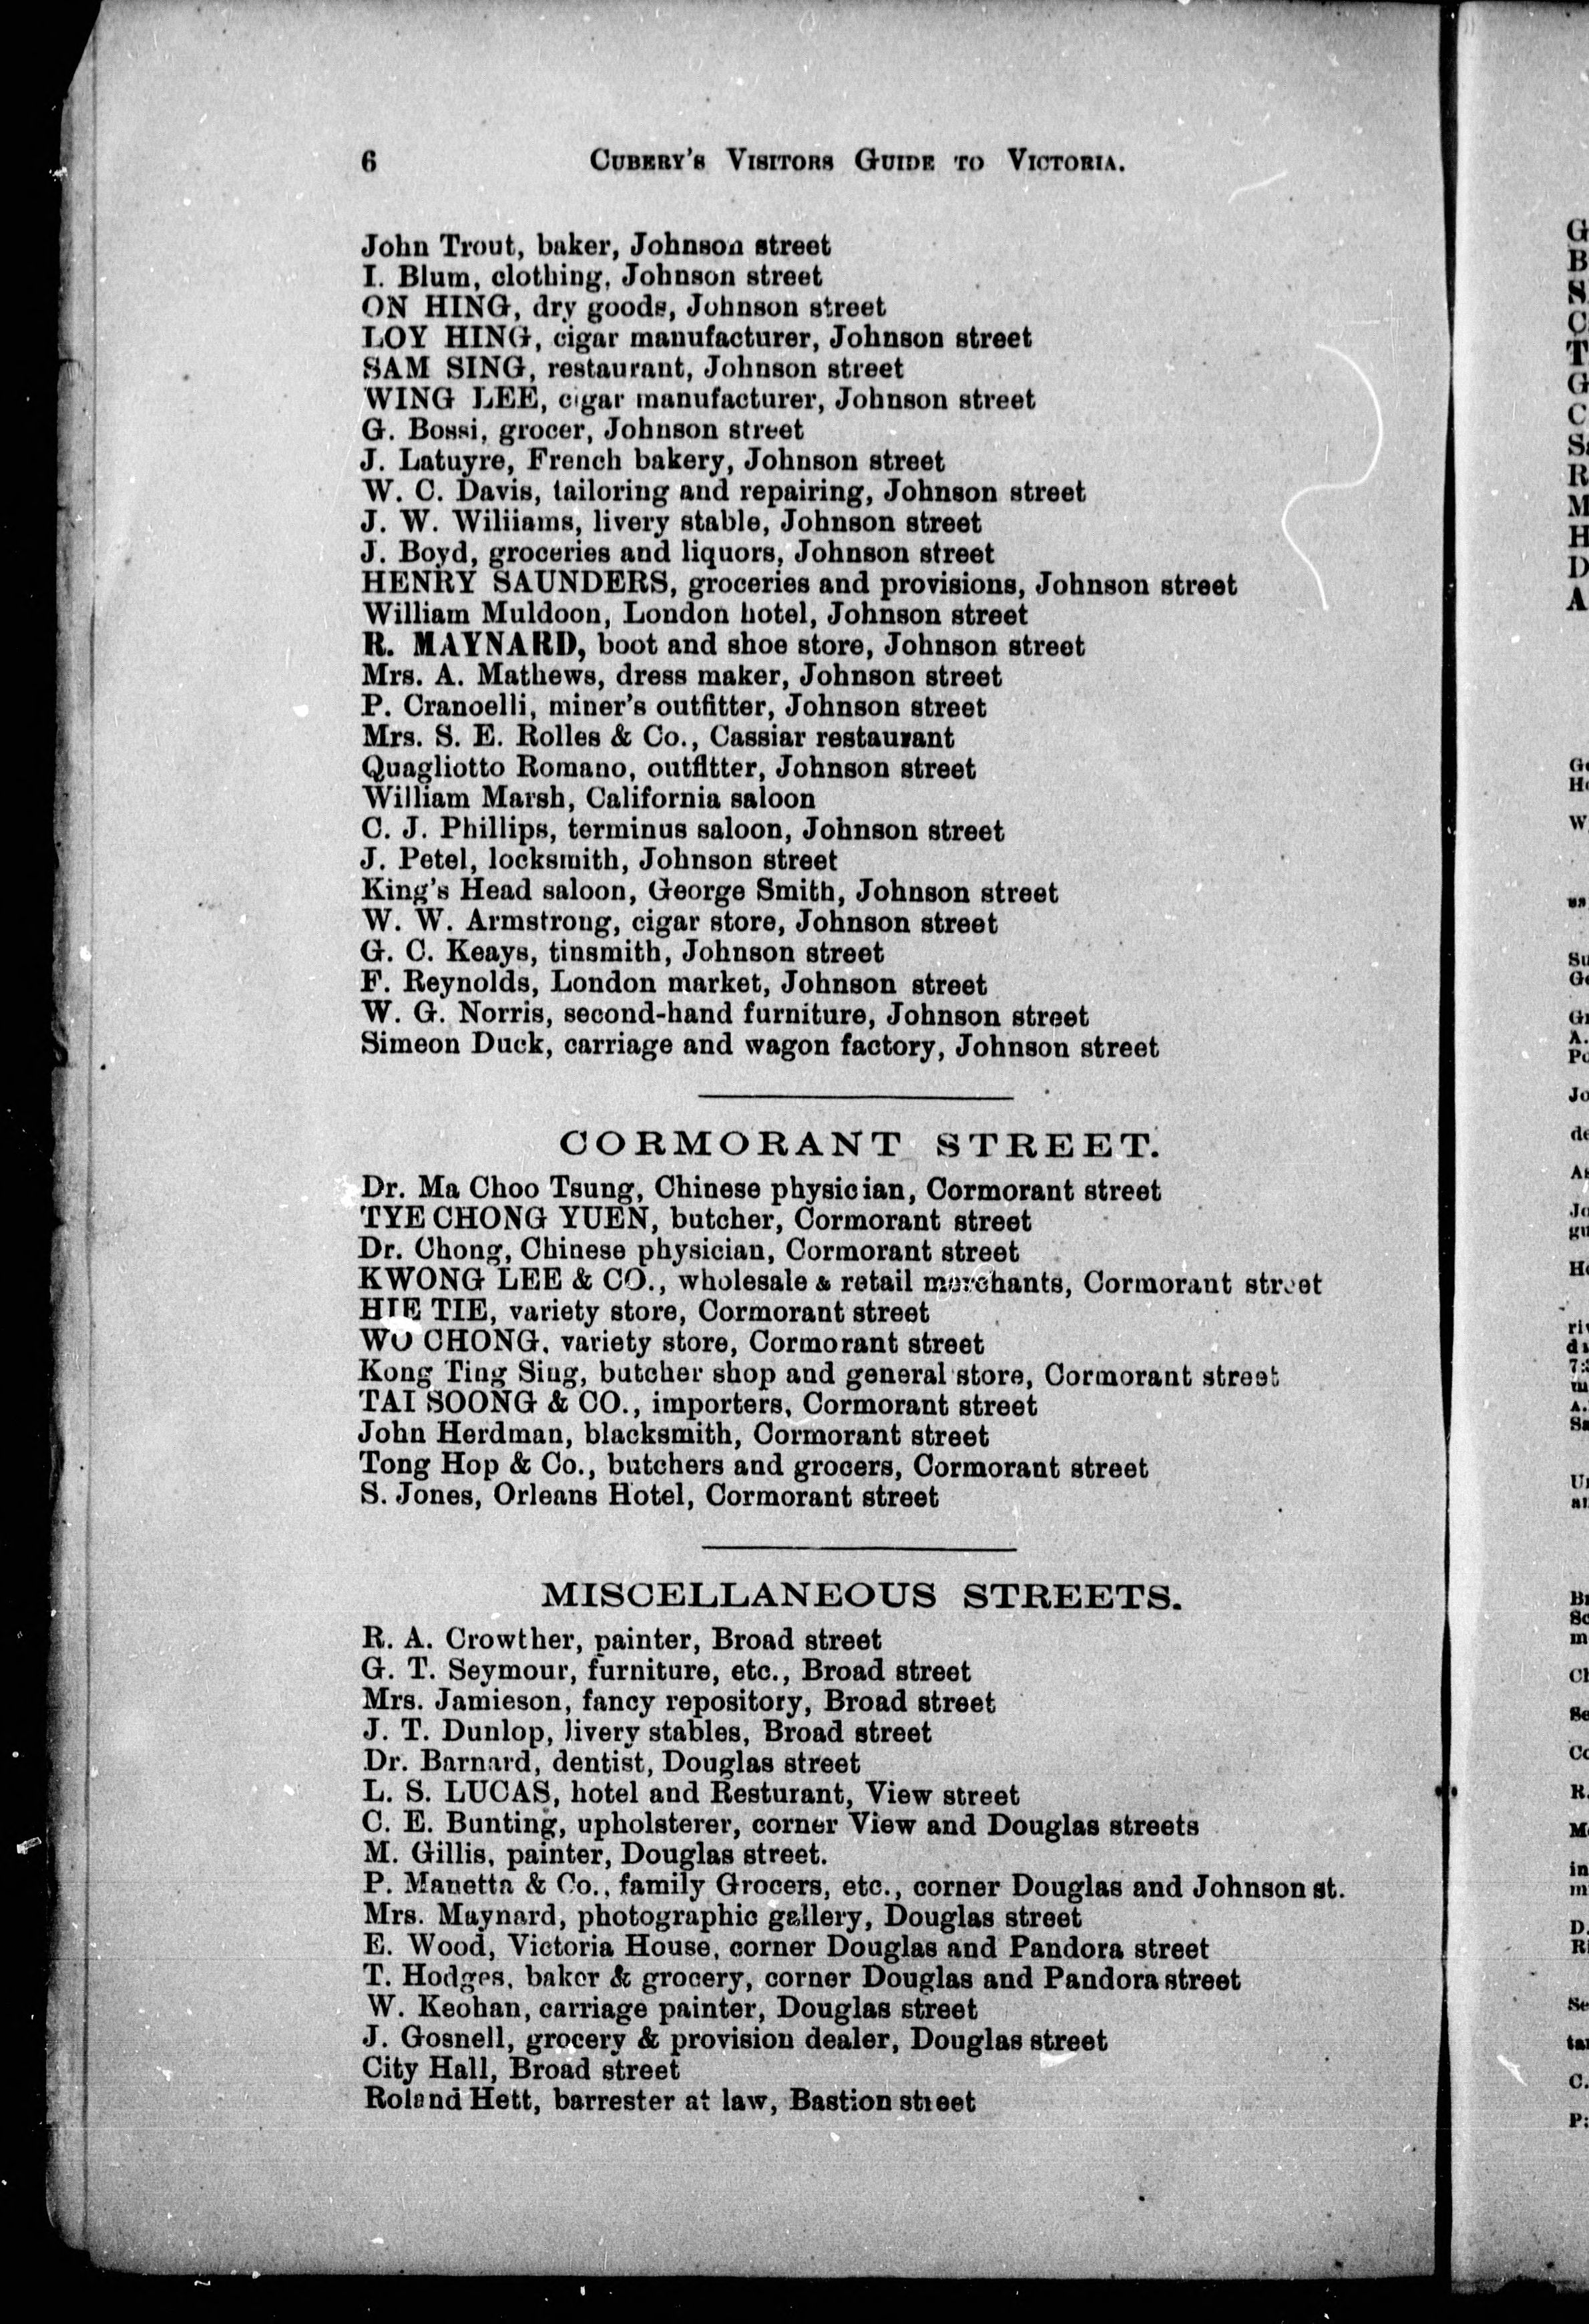 6 CUBERY'S VISITORS GUIDE TO VICTORIA.
John Trout, baker, Johnson street
I. Blum, clothing, Johnson street
ON HING, dry goods, Johnson street
LOY HING, cigar manufacturer, Johnson street
SAM SING, restaurant, Johnson street
WING LEE, cigar manufacturer, Johnson street
G. Bossi, grocer, Johnson street
J. Latuyre, French bakery, Johnson street
W. C. Davis, tailoring and repairing, Johnson street
J. W. Wiliiams, livery stable, Johnson street
J. Boyd, groceries and liquors, Johnson street
HENRY SAUNDERS, groceries and provisions, Johnson street
William Muldoon, London hotel, Johnson street
R. MAYNARD, boot and shoe store, Johnson street
Mrs. A. Mathews, dress maker, Johnson street
P. Cranoelli, miner's outfitter, Johnson street
Mrs. S. E. Rolles & Co., Cassiar restaurant
Quagliotto Romano, outfitter, Johnson street
William Marsh, California saloon
C. J. Phillips, terminus saloon, Johnson street
J. Petel, locksmith, Johnson street
King's Head saloon, George Smith, Johnson street
W. W. Armstrong, cigar store, Johnson street
G. C. Keays, tinsmith, Johnson street
F. Reynolds, London market, Johnson street
W. G. Norris, second-hand furniture, Johnson street
Simeon Duck, carriage and wagon factory, Johnson street
CORMORANT STREET.
Dr. Ma Choo Tsung, Chinese physician, Cormorant street
TYE CHONG YUEN, butcher, Cormorant street
Dr. Chong, Chinese physician, Cormorant street
KWONG LEE & CO., wholesale & retail merchants, Cormorant street
HIE TIE, variety store, Cormorant street
WO CHONG, variety store, Cormorant street
Kong Ting Sing, butcher shop and general store, Cormorant street
TAI SOONG & CO., importers, Cormorant street
John Herdman, blacksmith, Cormorant street
Tong Hop & Co., butchers and grocers, Cormorant street
S. Jones, Orleans Hotel, Cormorant street
MISCELLANEOUS STREETS.
R. A. Crowther, painter, Broad street
G. T. Seymour, furniture, etc., Broad street
Mrs. Jamieson, fancy repository, Broad street
J. T. Dunlop, livery stables, Broad street
Dr. Barnard, dentist, Douglas street
L. S. LUCAS, hotel and Resturant, View street
C. E. Bunting, upholsterer, corner View and Douglas streets
M. Gillis, painter, Douglas street.
P. Manetta & Co., family Grocers, etc., corner Douglas and Johnson st.
Mrs. Maynard, photographic gallery, Douglas street
E. Wood, Victoria House, corner Douglas and Pandora street
T. Hodges, baker & grocery, corner Douglas and Pandora street
W. Keohan, carriage painter, Douglas street
J. Gosnell, grocery & provision dealer, Douglas street
City Hall, Broad street
Roland Hett, barrester at law, Bastion street